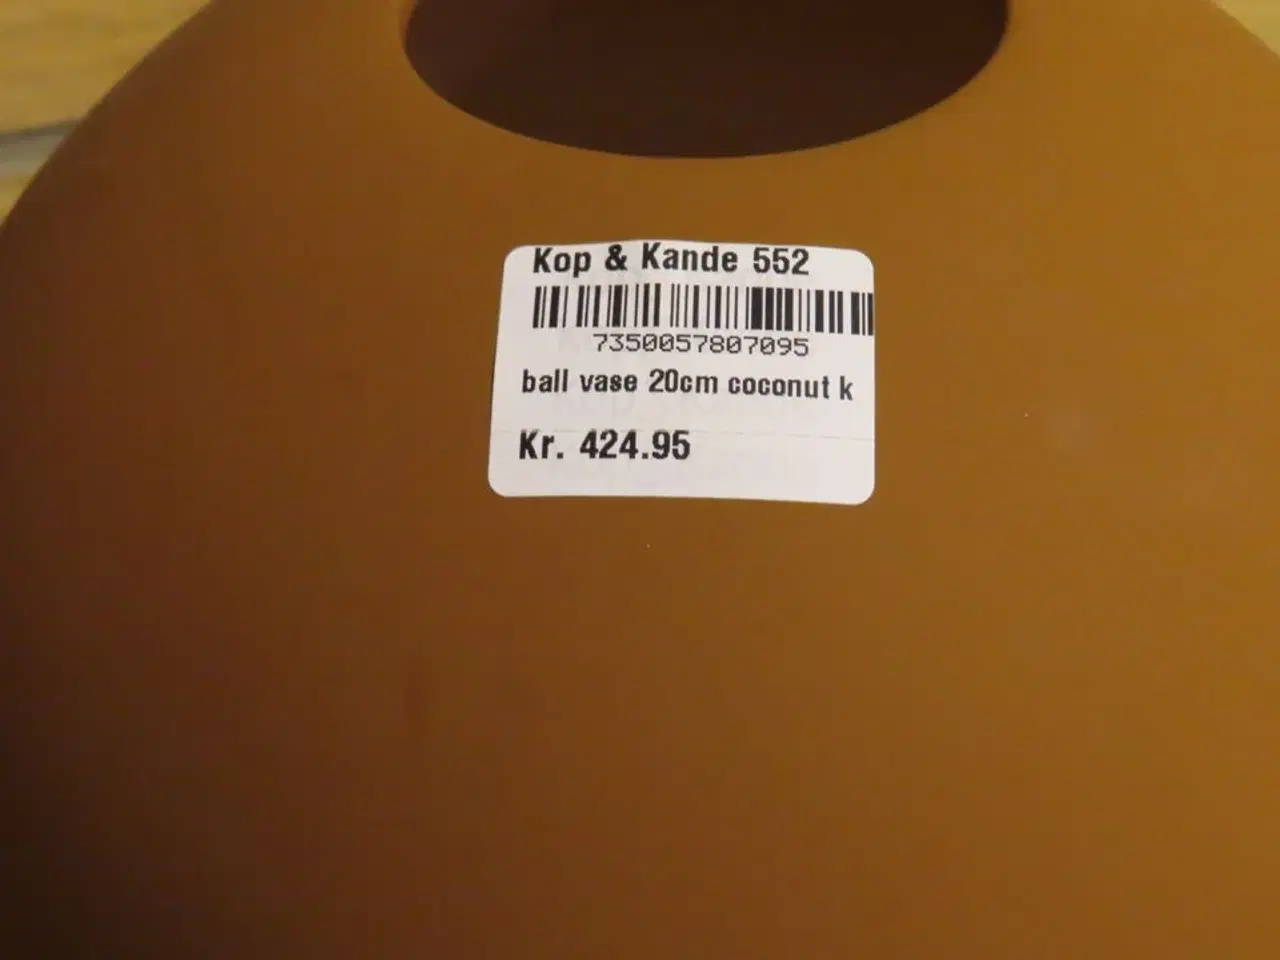 Kop & Kande 552
7350057807095
ball vase 20cm coconut k
Kr. 424.95